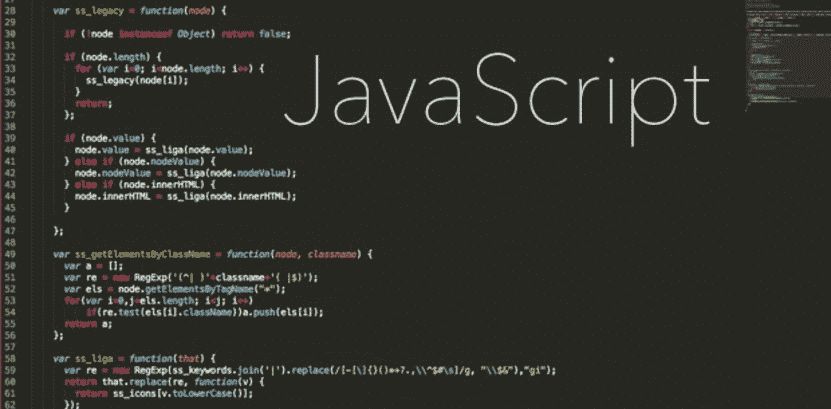 JavaScript
28 var ss_legacy = function(node) {
29
30 if (!node instanceof Object) return false;
31
32 if (node.length) {
33 for (var i=0; i<node.length; i++) {
34 ss_legacy(node[i]);
35 }
36 return;
37 };
38
39 if (node.value) {
40 node.value = ss_liga(node.value);
41 } else if (node.nodeValue) {
42 node.nodeValue = ss_liga(node.nodeValue);
43 } else if (node.innerHTML) {
44 node.innerHTML = ss_liga(node.innerHTML);
45 }
46
47 };
48
49 var ss_getElementsByClassName = function(node, classname) {
50 var a = [];
51 var re = new RegExp('(^| )'+classname+'( |$)');
52 var els = node.getElementsByTagName("*");
53 for(var i=0,j=els.length; i<j; i++)
54 if(re.test(els[i].className))a.push(els[i]);
55 return a;
56 };
57
58 var ss_liga = function(that) {
59 var re = new RegExp(ss_keywords.join('|').replace(/[-[\]{}()*+?.,\\^$#\s]/g, "\\$&"),"gi");
60 return that.replace(re, function(v) {
61 return ss_icons[v.toLowerCase()];
62 });